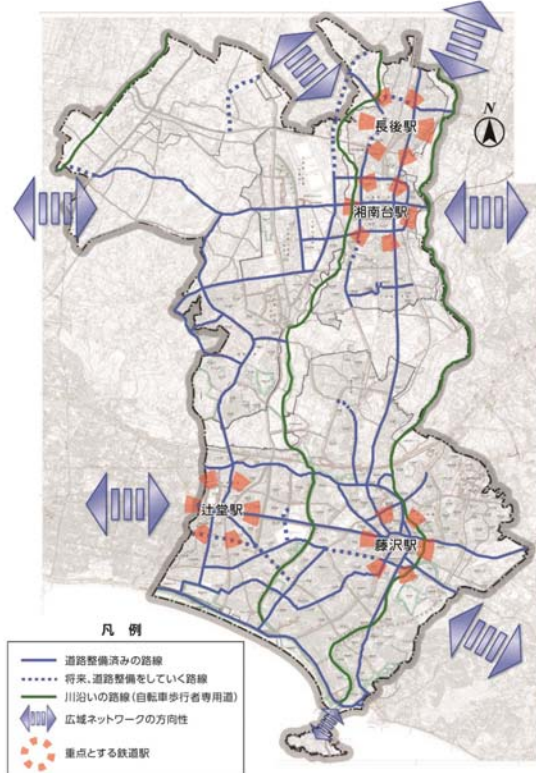 長後駅
N
湘南台駅
辻堂駅
藤沢駅
凡 例
道路整備済みの路線
将来、道路整備をしていく路線
川沿いの路線(自転車歩行者専用道)
広域ネットワークの方向性
重点とする鉄道駅